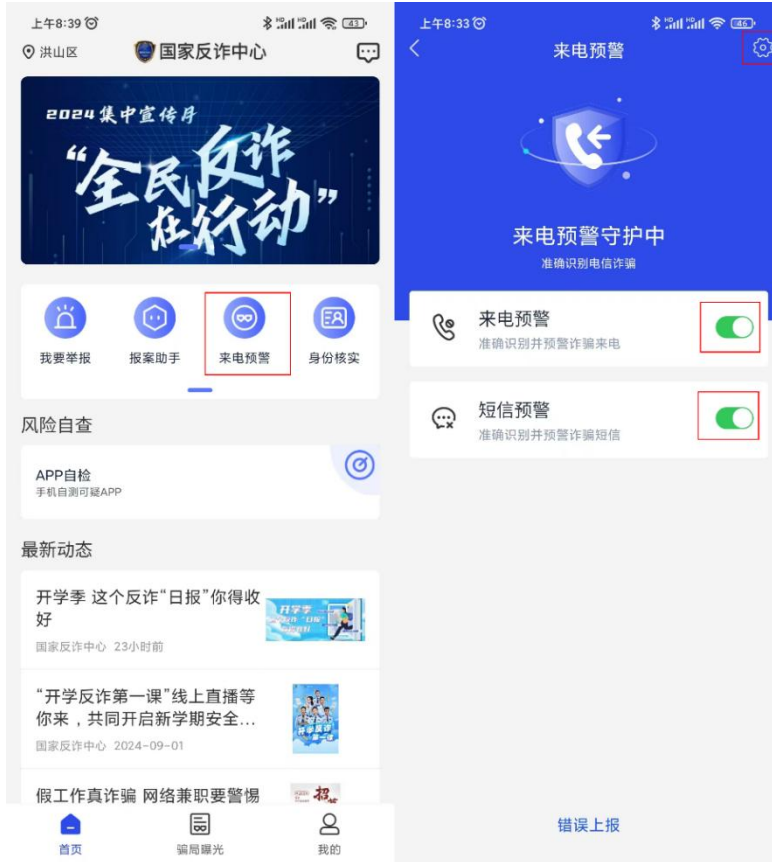 上午8:39
43
洪山区
国家反诈中心
2024集中宣传月
“全民反诈
在行动”
我要举报
报案助手
来电预警
身份核实
风险自查
APP自检
手机自测可疑APP
最新动态
开学季 这个反诈“日报”你得收
好
国家反诈中心 23小时前
“开学反诈第一课”线上直播等
你来，共同开启新学期安全...
国家反诈中心 2024-09-01
开学反诈
第一课
假工作真诈骗 网络兼职要警惕
首页
骗局曝光
我的
上午8:33
46
来电预警
来电预警守护中
准确识别电信诈骗
来电预警
准确识别并预警诈骗来电
短信预警
准确识别并预警诈骗短信
错误上报